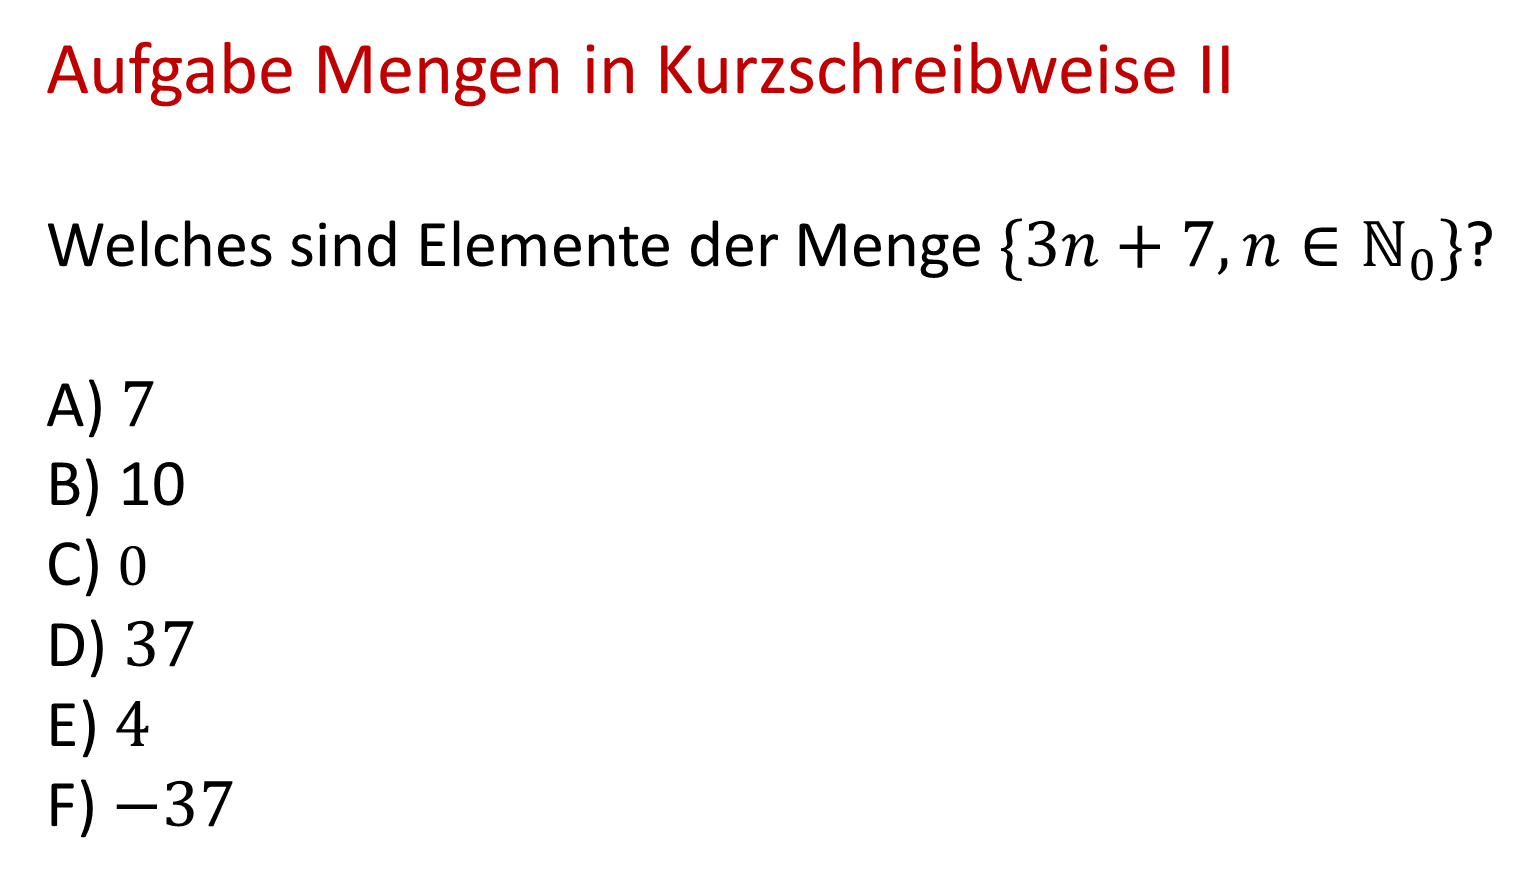 Aufgabe Mengen in Kurzschreibweise II
Welches sind Elemente der Menge {3𝑛 + 7, 𝑛 ∈ ℕ₀}?
A) 7
B) 10
C) 0
D) 37
E) 4
F) −37